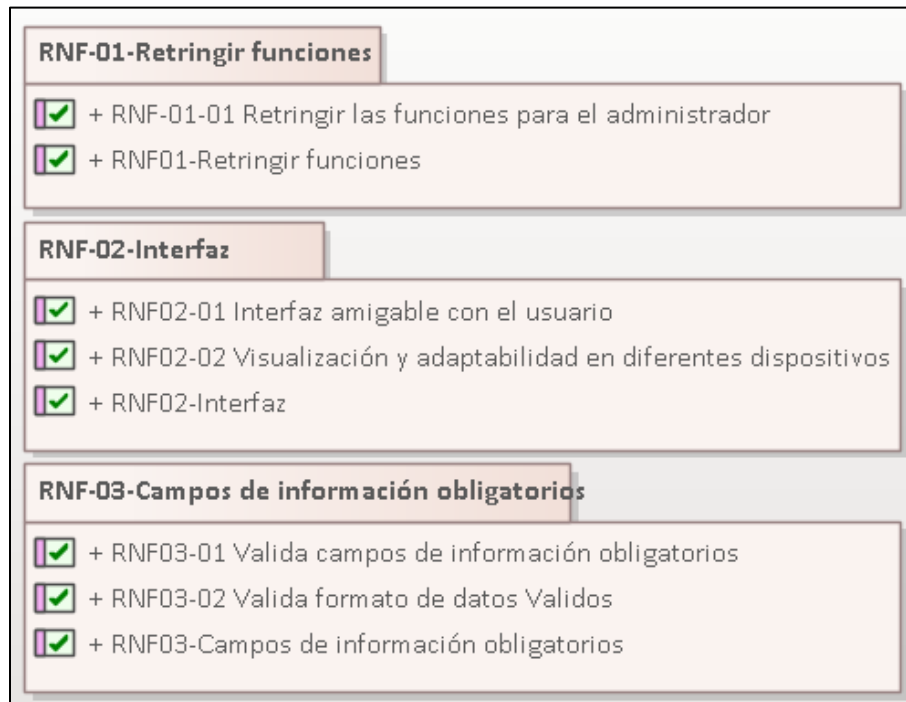 RNF-01-Retringir funciones
+ RNF-01-01 Retringir las funciones para el administrador
+ RNF01-Retringir funciones
RNF-02-Interfaz
+ RNF02-01 Interfaz amigable con el usuario
+ RNF02-02 Visualización y adaptabilidad en diferentes dispositivos
+ RNF02-Interfaz
RNF-03-Campos de información obligatorios
+ RNF03-01 Valida campos de información obligatorios
+ RNF03-02 Valida formato de datos Validos
+ RNF03-Campos de información obligatorios